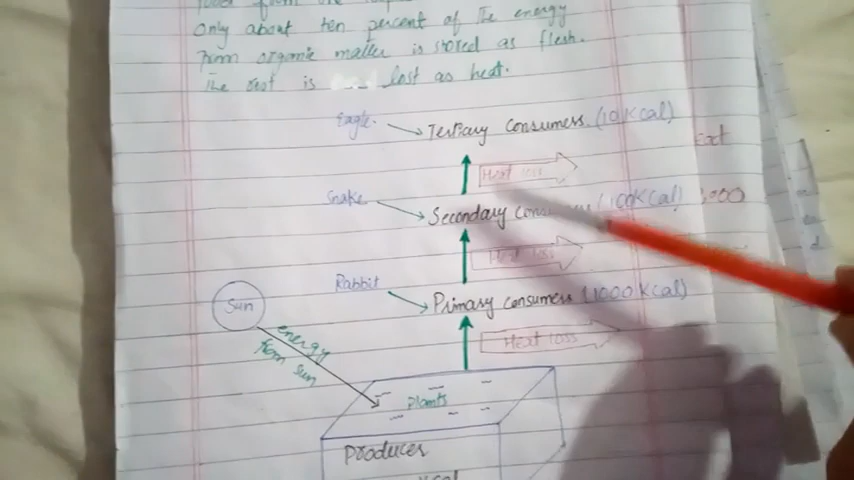 Only about ten percent of the energy
from organic matter is stored as flesh.
The rest is lost as heat.
Eagle
Tertiary Consumers (10 Kcal)
Heat loss
Snake
Secondary (100Kcal)
Heat loss
Rabbit
Primary consumers (1000 Kcal)
Sun
energy
from sun
Heat loss
Plants
Producer